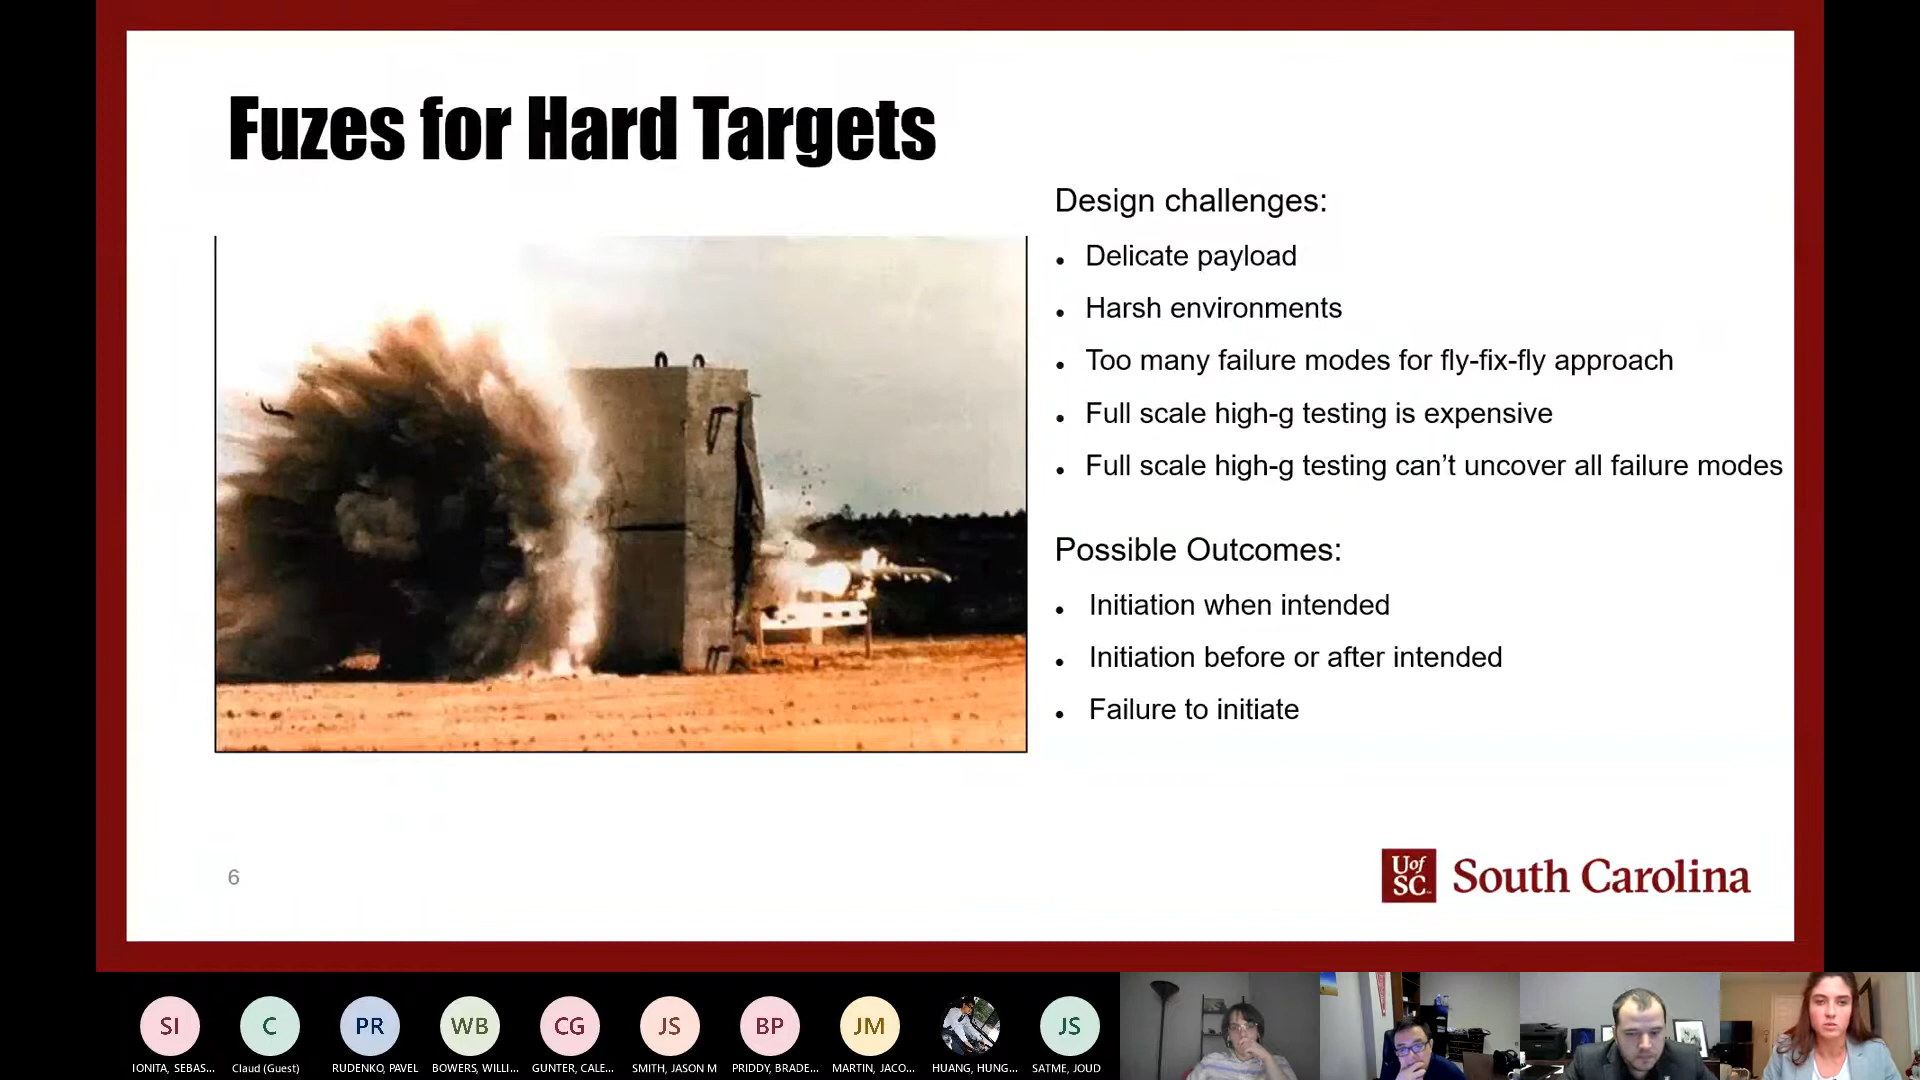 Fuzes for Hard Targets
Design challenges:
• Delicate payload
• Harsh environments
• Too many failure modes for fly-fix-fly approach
• Full scale high-g testing is expensive
• Full scale high-g testing can’t uncover all failure modes
Possible Outcomes:
• Initiation when intended
• Initiation before or after intended
• Failure to initiate
6
Uof
SC
South Carolina
SI
C
PR
WB
CG
JS
BP
JM
JS
IONITA, SEBAS...
Claud (Guest)
RUDENKO, PAVEL
BOWERS, WILLI...
GUNTER, CALE...
SMITH, JASON M
PRIDDY, BRADE...
MARTIN, JACO...
HUANG, HUNG...
SATME, JOUD